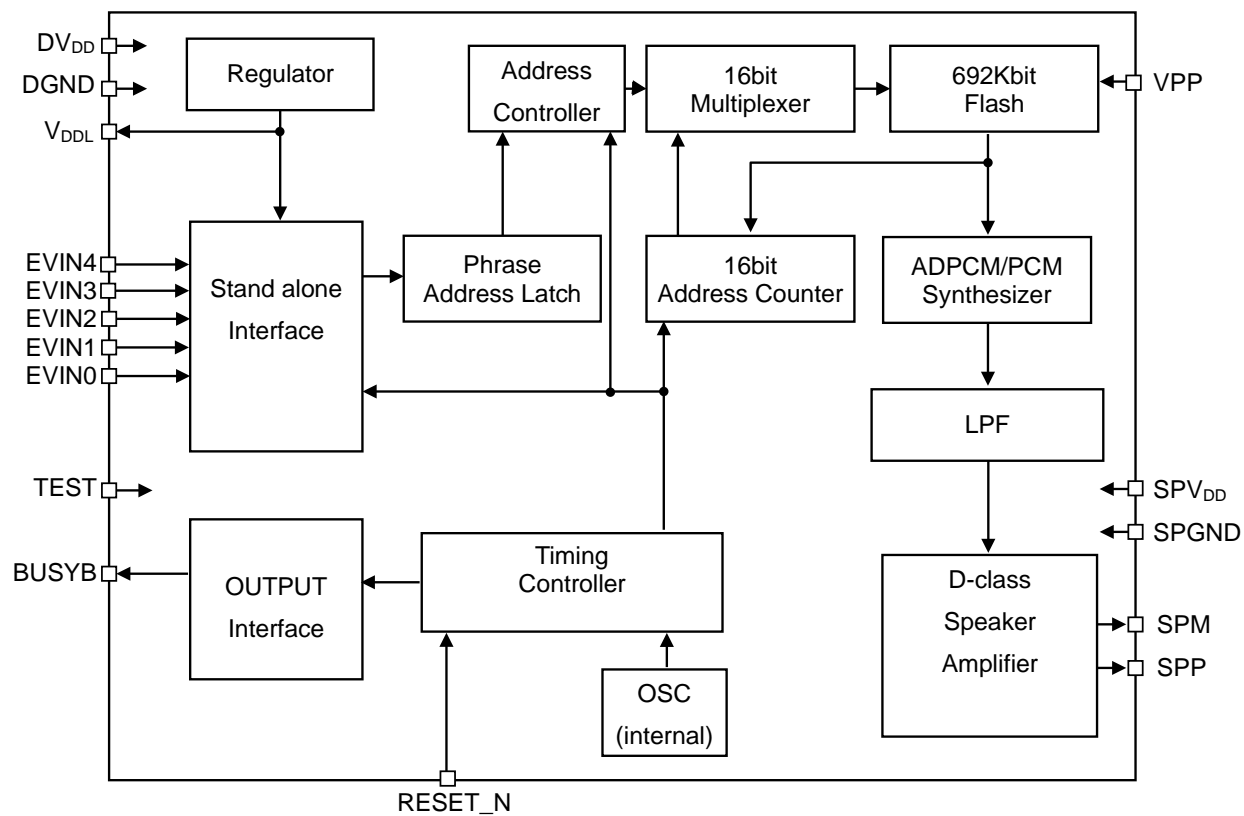 DVDD
DGND
VDDL
EVIN4
EVIN3
EVIN2
EVIN1
EVIN0
TEST
BUSYB
Regulator
Stand alone
Interface
OUTPUT
Interface
Address
Controller
Phrase
Address Latch
16bit
Multiplexer
16bit
Address Counter
692Kbit
Flash
ADPCM/PCM
Synthesizer
LPF
D-class
Speaker
Amplifier
Timing
Controller
OSC
(internal)
RESET_N
VPP
SPVDD
SPGND
SPM
SPP